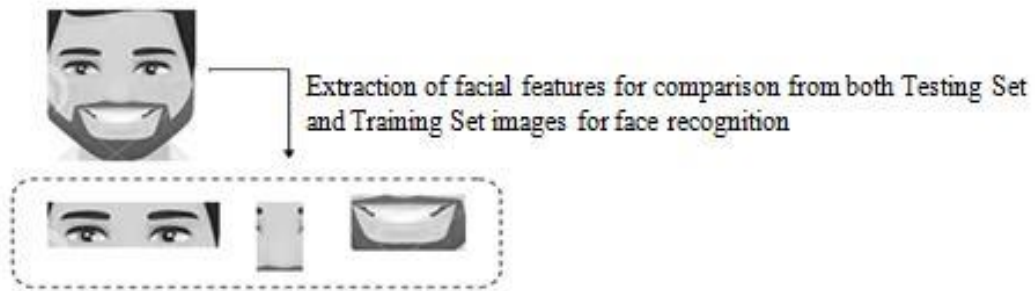 Extraction of facial features for comparison from both Testing Set
and Training Set images for face recognition